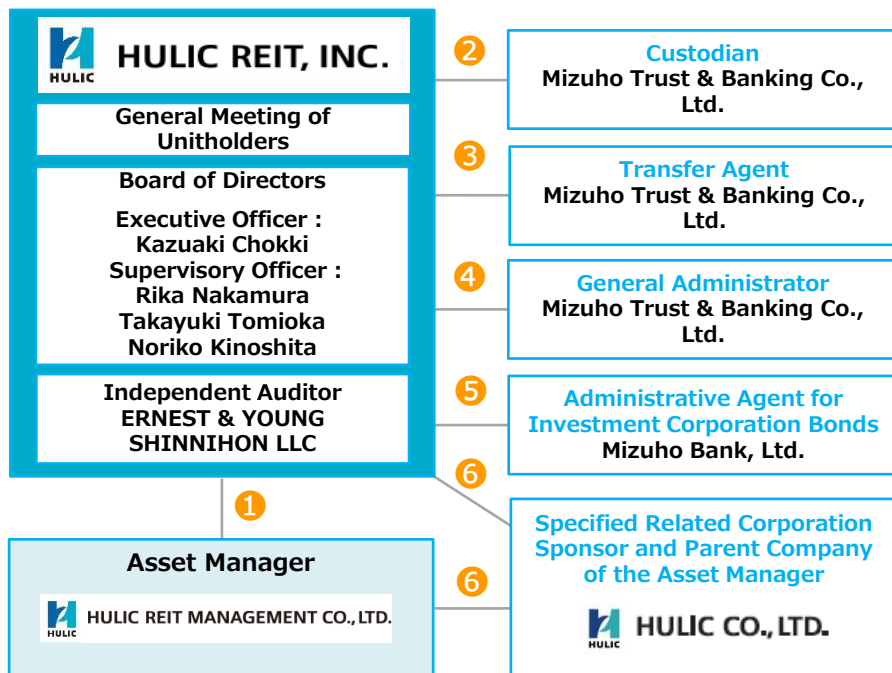 HULIC
HULIC REIT, INC.
General Meeting of
Unitholders
Board of Directors
Executive Officer :
Kazuaki Chokki
Supervisory Officer :
Rika Nakamura
Takayuki Tomioka
Noriko Kinoshita
Independent Auditor
ERNEST & YOUNG
SHINNIHON LLC
2
Custodian
Mizuho Trust & Banking Co.,
Ltd.
3
Transfer Agent
Mizuho Trust & Banking Co.,
Ltd.
4
General Administrator
Mizuho Trust & Banking Co.,
Ltd.
5
Administrative Agent for
Investment Corporation Bonds
Mizuho Bank, Ltd.
6
1
Asset Manager
HULIC
HULIC REIT MANAGEMENT CO., LTD.
6
Specified Related Corporation
Sponsor and Parent Company
of the Asset Manager
HULIC
HULIC CO., LTD.